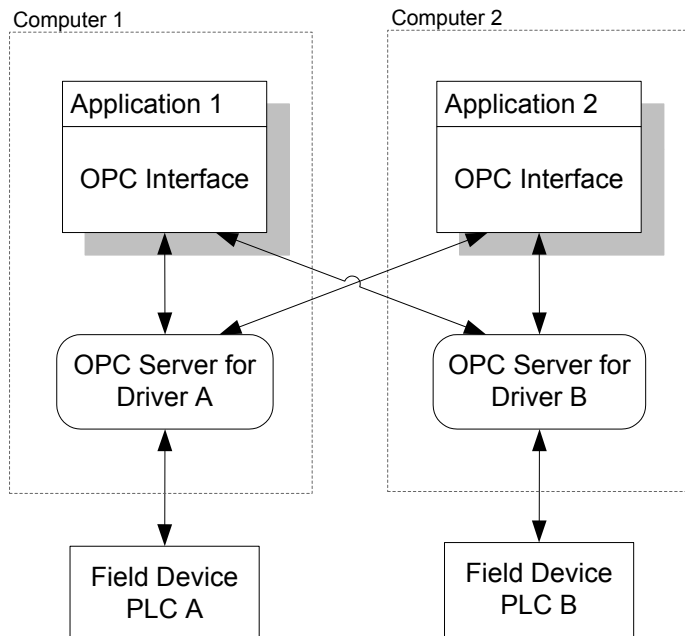 Computer 1
Computer 2
Application 1
OPC Interface
Application 2
OPC Interface
OPC Server for
Driver A
OPC Server for
Driver B
Field Device
PLC A
Field Device
PLC B